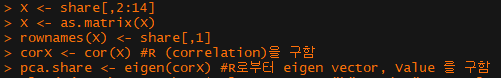 > X <- share[,2:14]
> X <- as.matrix(X)
> rownames(X) <- share[,1]
> corX <- cor(X) #R (correlation)을 구함
> pca.share <- eigen(corX) #R로부터 eigen vector, Value 을 구함